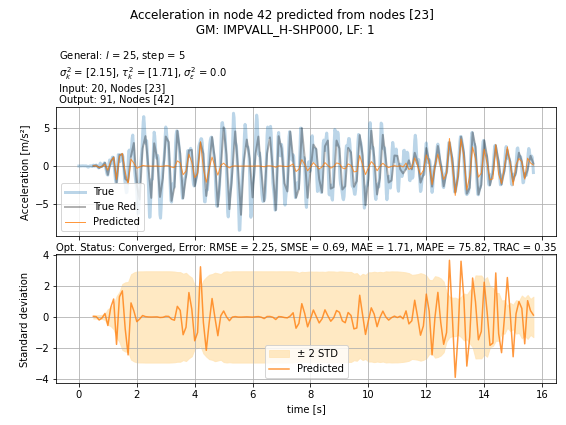 Acceleration in node 42 predicted from nodes [23]
GM: IMPVALL_H-SHP000, LF: 1
General: l = 25, step = 5
σ²ₖ = [2.15], τ²ₖ = [1.71], σ²ε = 0.0
Input: 20, Nodes [23]
Output: 91, Nodes [42]
Acceleration [m/s²]
5
0
−5
True
True Red.
Predicted
Opt. Status: Converged, Error: RMSE = 2.25, SMSE = 0.69, MAE = 1.71, MAPE = 75.82, TRAC = 0.35
Standard deviation
4
2
0
−2
−4
± 2 STD
Predicted
0 2 4 6 8 10 12 14 16
time [s]